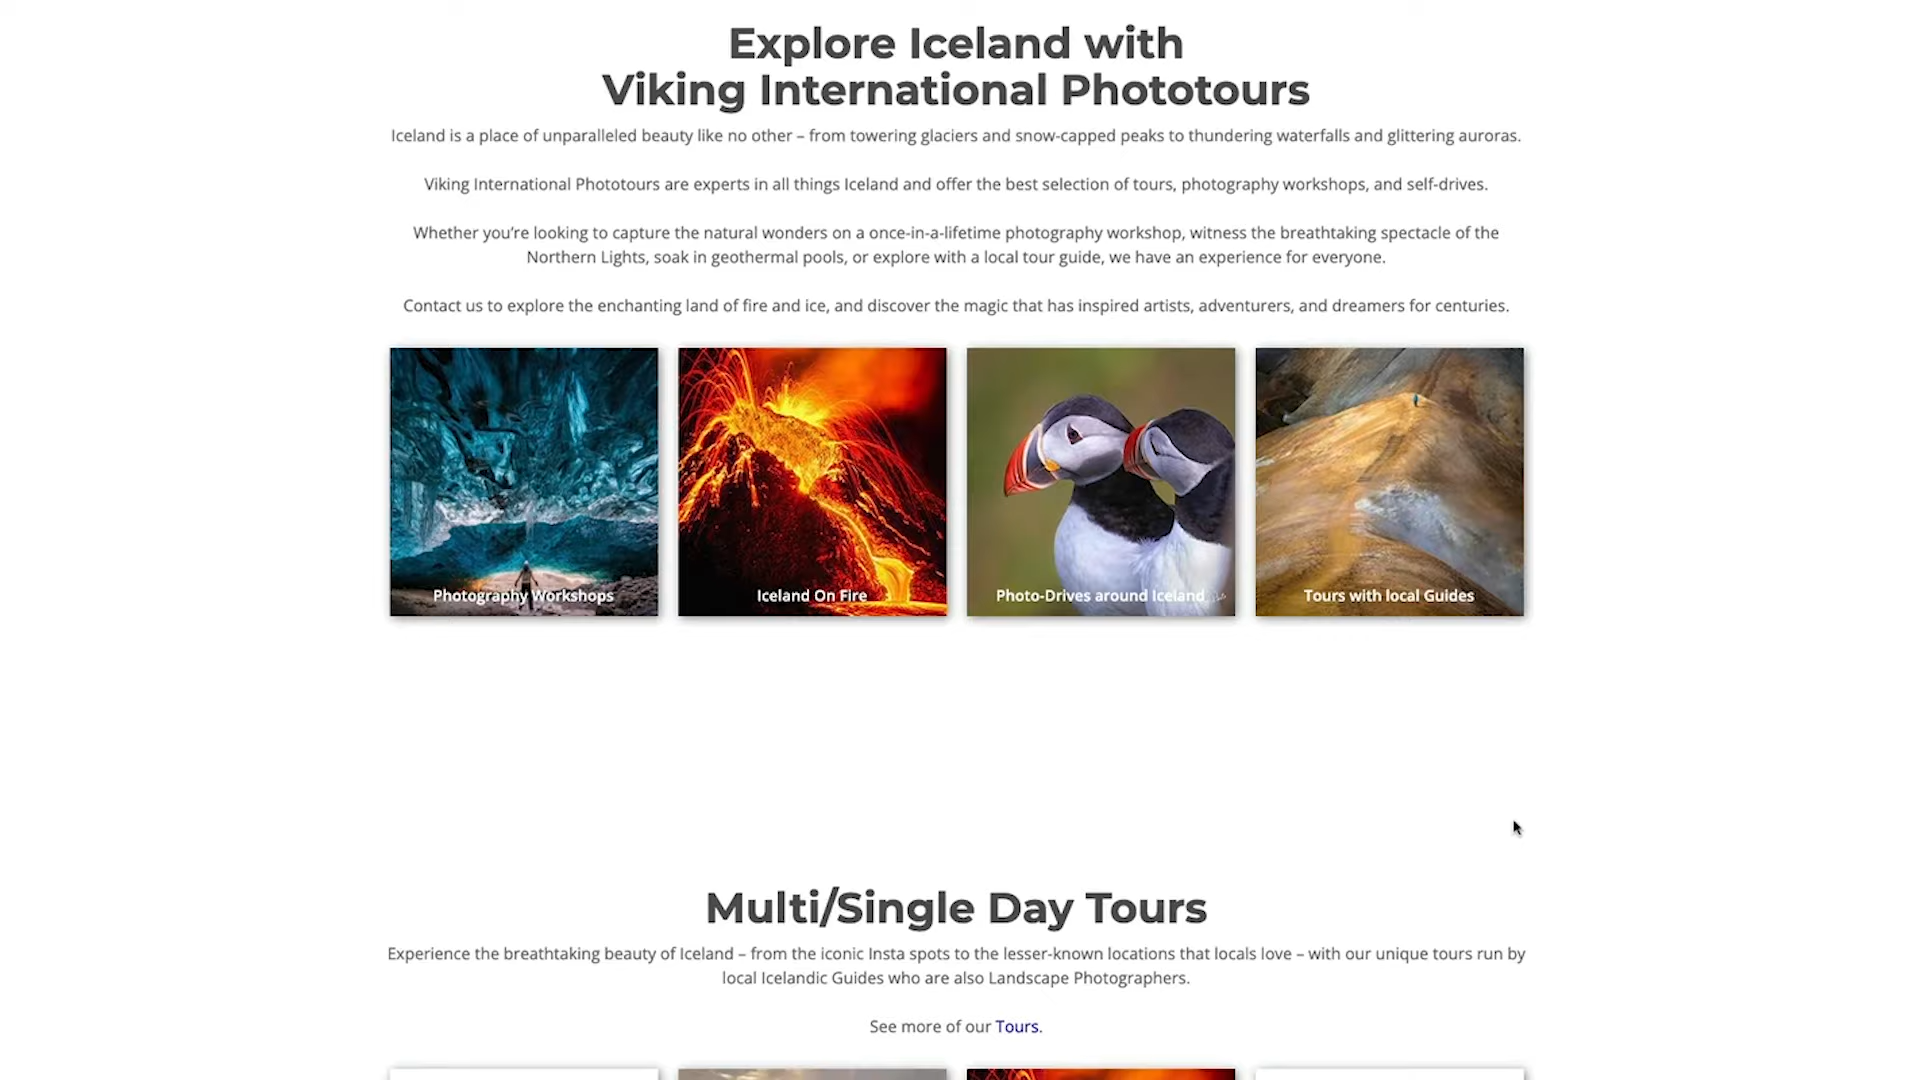 Explore Iceland with
Viking International Phototours
Iceland is a place of unparalleled beauty like no other – from towering glaciers and snow-capped peaks to thundering waterfalls and glittering auroras.
Viking International Phototours are experts in all things Iceland and offer the best selection of tours, photography workshops, and self-drives.
Whether you’re looking to capture the natural wonders on a once-in-a-lifetime photography workshop, witness the breathtaking spectacle of the
Northern Lights, soak in geothermal pools, or explore with a local tour guide, we have an experience for everyone.
Contact us to explore the enchanting land of fire and ice, and discover the magic that has inspired artists, adventurers, and dreamers for centuries.
Photography Workshops
Iceland On Fire
Photo-Drives around Iceland
Tours with local Guides
Multi/Single Day Tours
Experience the breathtaking beauty of Iceland – from the iconic Insta spots to the lesser-known locations that locals love – with our unique tours run by
local Icelandic Guides who are also Landscape Photographers.
See more of our Tours.